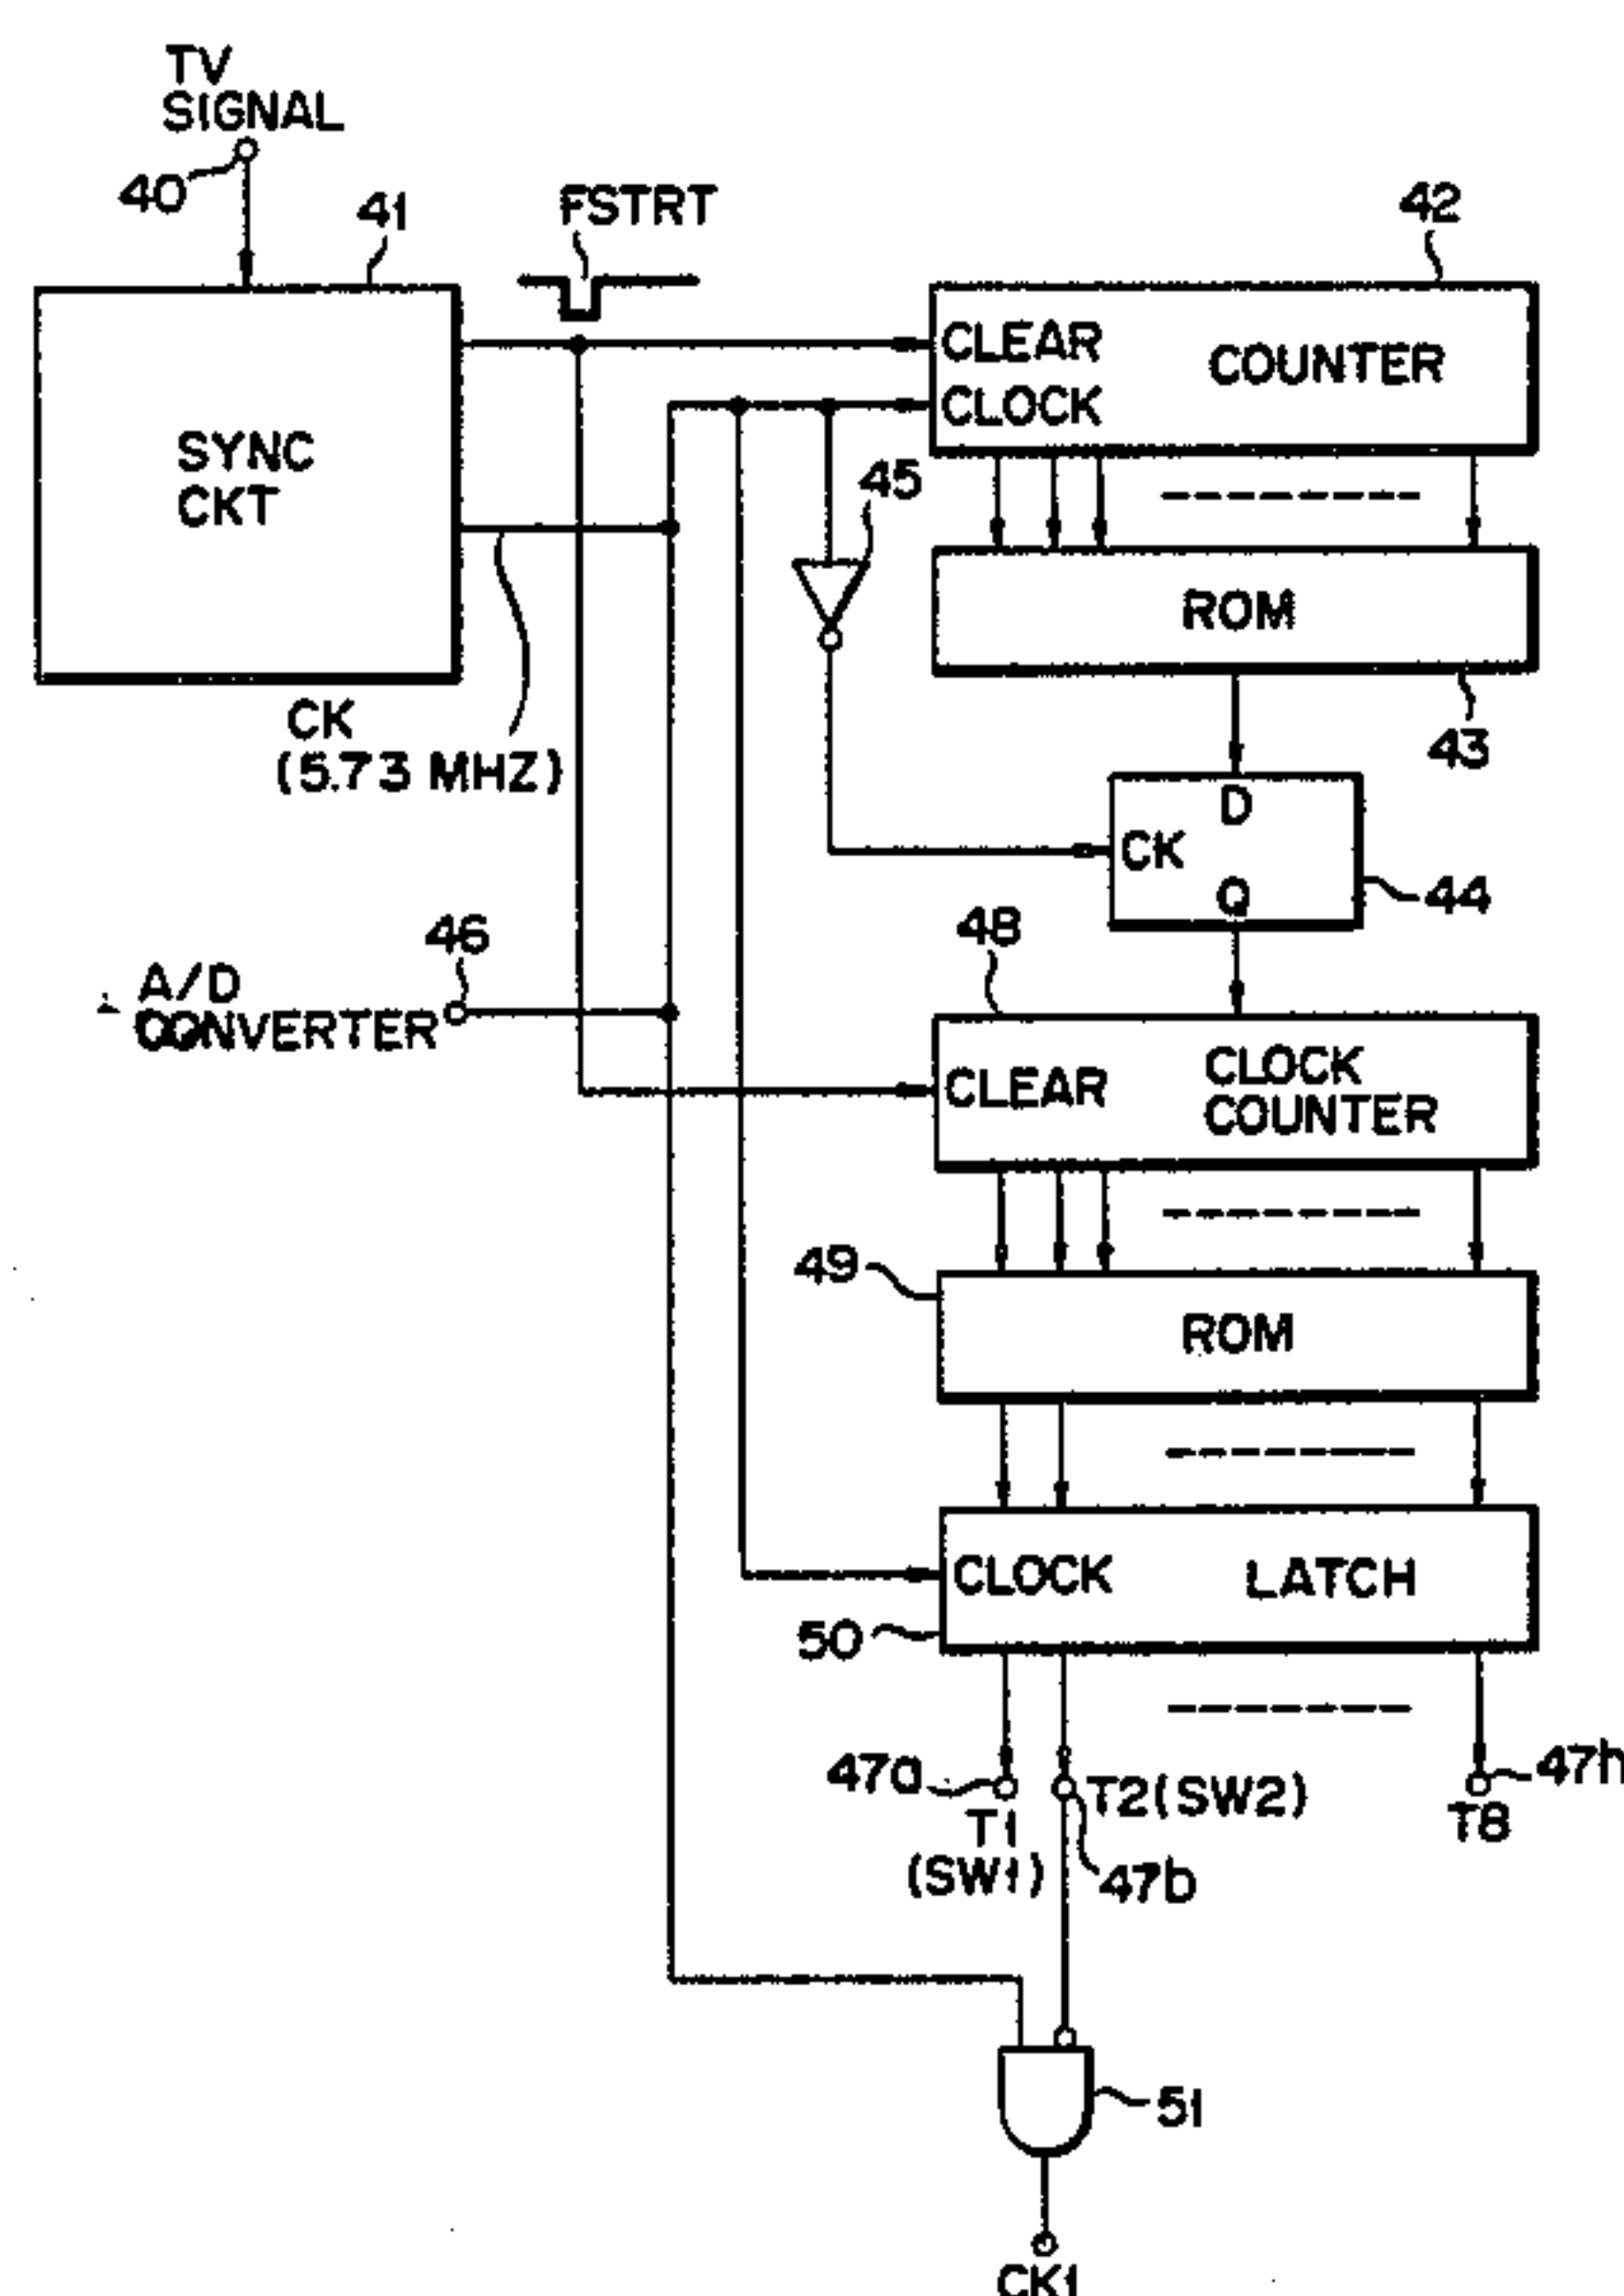 TV
SIGNAL
40
41
FSTRT
42
CLEAR
COUNTER
CLOCK
SYNC
CKT
45
ROM
CK
(5.73 MHZ)
43
D
CK
Q
44
46
48
A/D
CONVERTER
CLEAR
CLOCK
COUNTER
49
ROM
CLOCK
LATCH
50
47a
T1
(SW1)
T2(SW2)
47b
47h
T8
51
CK1